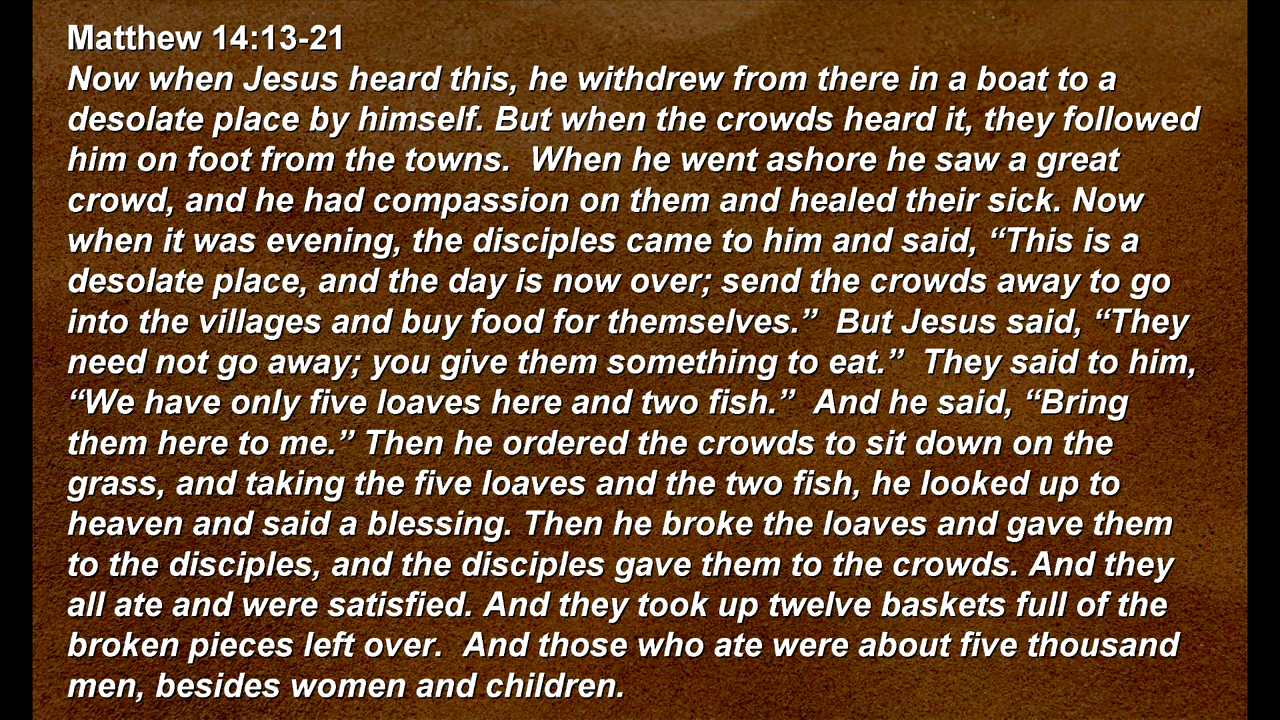 Matthew 14:13-21
Now when Jesus heard this, he withdrew from there in a boat to a
desolate place by himself. But when the crowds heard it, they followed
him on foot from the towns.  When he went ashore he saw a great
crowd, and he had compassion on them and healed their sick. Now
when it was evening, the disciples came to him and said, “This is a
desolate place, and the day is now over; send the crowds away to go
into the villages and buy food for themselves.”  But Jesus said, “They
need not go away; you give them something to eat.”  They said to him,
“We have only five loaves here and two fish.”  And he said, “Bring
them here to me.” Then he ordered the crowds to sit down on the
grass, and taking the five loaves and the two fish, he looked up to
heaven and said a blessing. Then he broke the loaves and gave them
to the disciples, and the disciples gave them to the crowds. And they
all ate and were satisfied. And they took up twelve baskets full of the
broken pieces left over.  And those who ate were about five thousand
men, besides women and children.